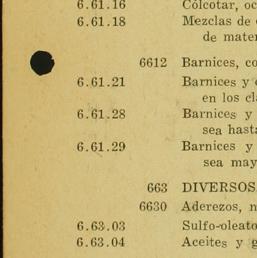 6.61.16 Cólcotar, oc
6.61.18 Mezclas de
de mater
6612 Barnices, co
6.61.21 Barnices y
en los cl
6.61.28 Barnices y
sea hast
6.61.29 Barnices y
sea may
663 DIVERSOS
6630 Aderezos, n
6.63.03 Sulfo-oleato
6.63.04 Aceites y g